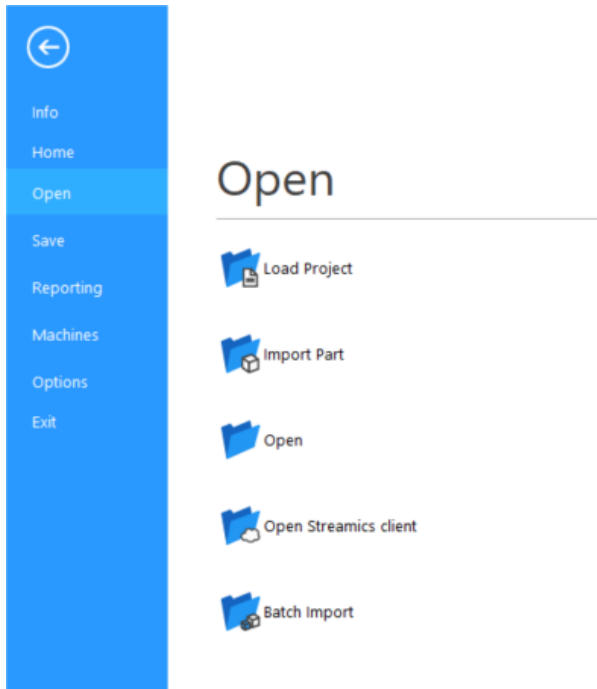 Info
Home
Open
Save
Reporting
Machines
Options
Exit
Open
Load Project
Import Part
Open
Open Streamics client
Batch Import